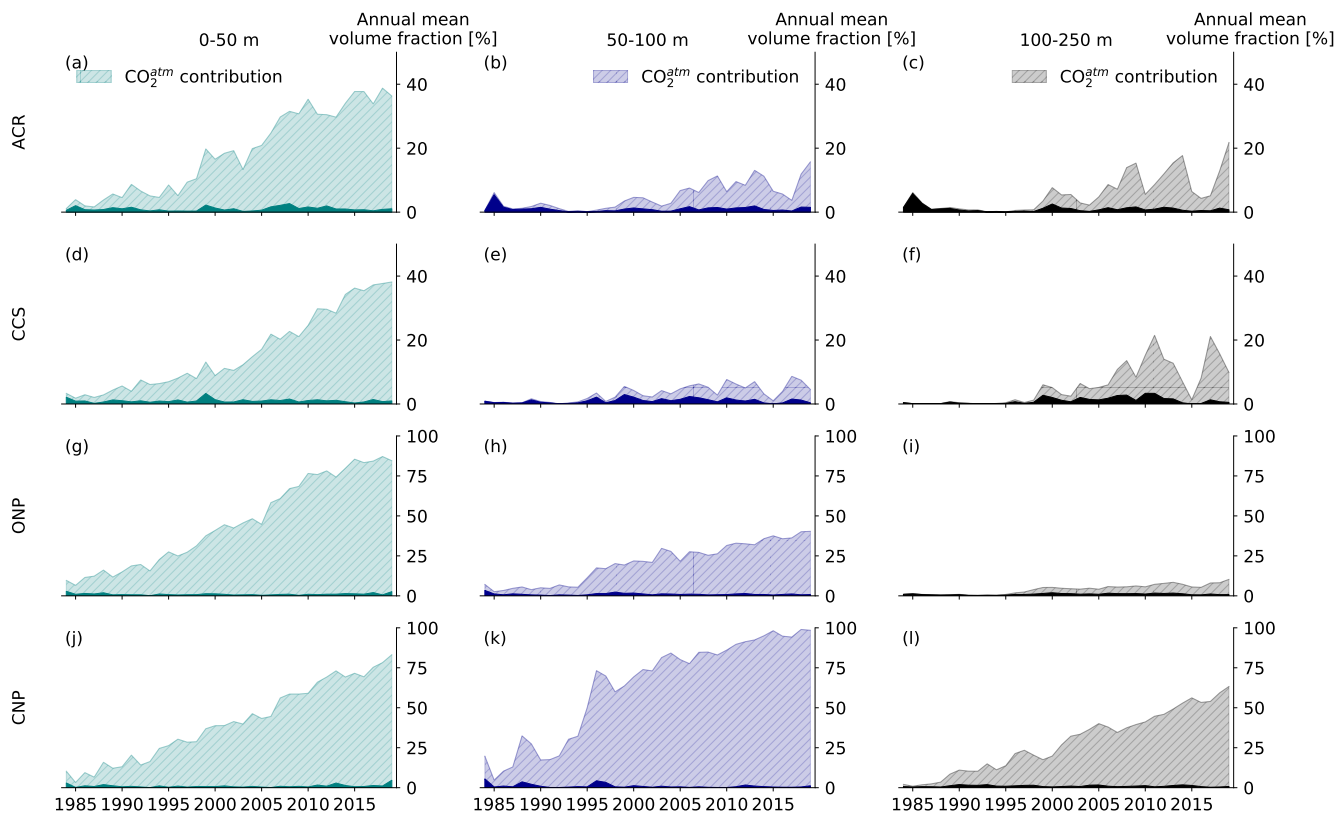 0-50 m
Annual mean
volume fraction [%]
50-100 m
Annual mean
volume fraction [%]
100-250 m
Annual mean
volume fraction [%]
ACR
(a)
CO₂ᵃᵗᵐ contribution
40
20
0
(b)
CO₂ᵃᵗᵐ contribution
40
20
0
(c)
CO₂ᵃᵗᵐ contribution
40
20
0
CCS
(d)
40
20
0
(e)
40
20
0
(f)
40
20
0
ONP
(g)
100
75
50
25
0
(h)
100
75
50
25
0
(i)
100
75
50
25
0
CNP
(j)
100
75
50
25
0
(k)
100
75
50
25
0
(l)
100
75
50
25
0
1985 1990 1995 2000 2005 2010 2015
1985 1990 1995 2000 2005 2010 2015
1985 1990 1995 2000 2005 2010 2015